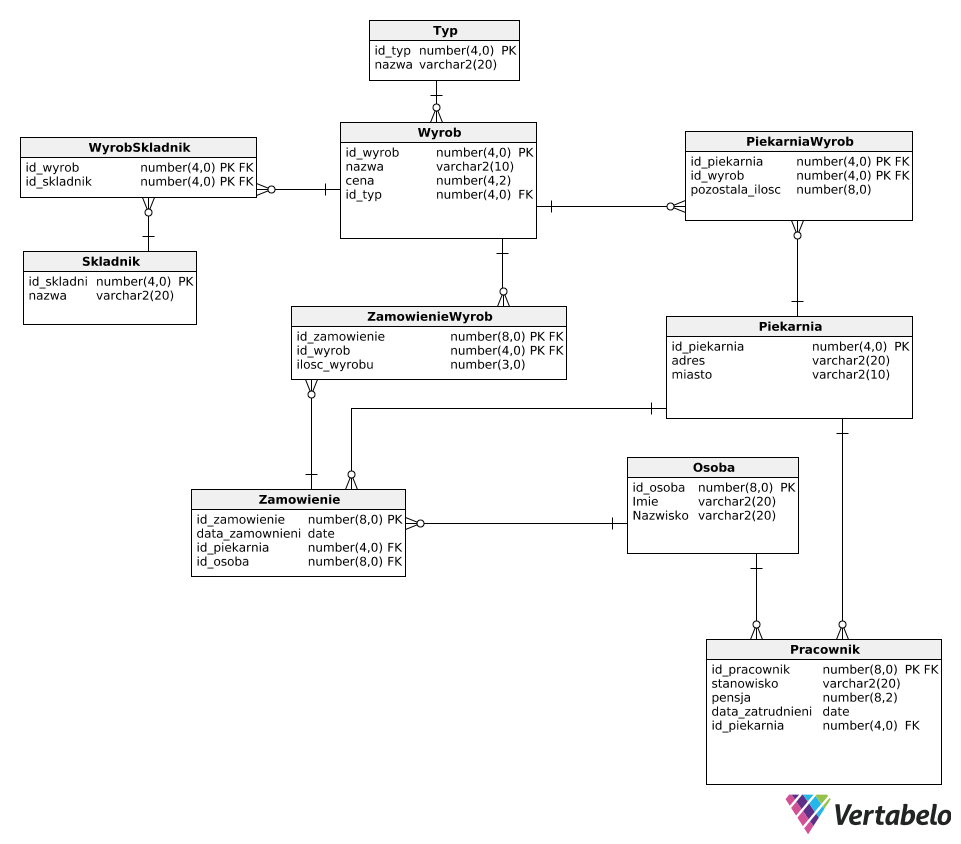 Typ
id_typ number(4,0) PK
nazwa varchar2(20)
Wyrob
id_wyrob number(4,0) PK
nazwa varchar2(10)
cena number(4,2)
id_typ number(4,0) FK
WyrobSkladnik
id_wyrob number(4,0) PK FK
id_skladnik number(4,0) PK FK
PiekarniaWyrob
id_piekarnia number(4,0) PK FK
id_wyrob number(4,0) PK FK
pozostala_ilosc number(8,0)
Skladnik
id_skladni number(4,0) PK
nazwa varchar2(20)
ZamowienieWyrob
id_zamowienie number(8,0) PK FK
id_wyrob number(4,0) PK FK
ilosc_wyrobu number(3,0)
Piekarnia
id_piekarnia number(4,0) PK
adres varchar2(20)
miasto varchar2(10)
Osoba
id_osoba number(8,0) PK
Imie varchar2(20)
Nazwisko varchar2(20)
Zamowienie
id_zamowienie number(8,0) PK
data_zamownieni date
id_piekarnia number(4,0) FK
id_osoba number(8,0) FK
Pracownik
id_pracownik number(8,0) PK FK
stanowisko varchar2(20)
pensja number(8,2)
data_zatrudnieni date
id_piekarnia number(4,0) FK
Vertabelo